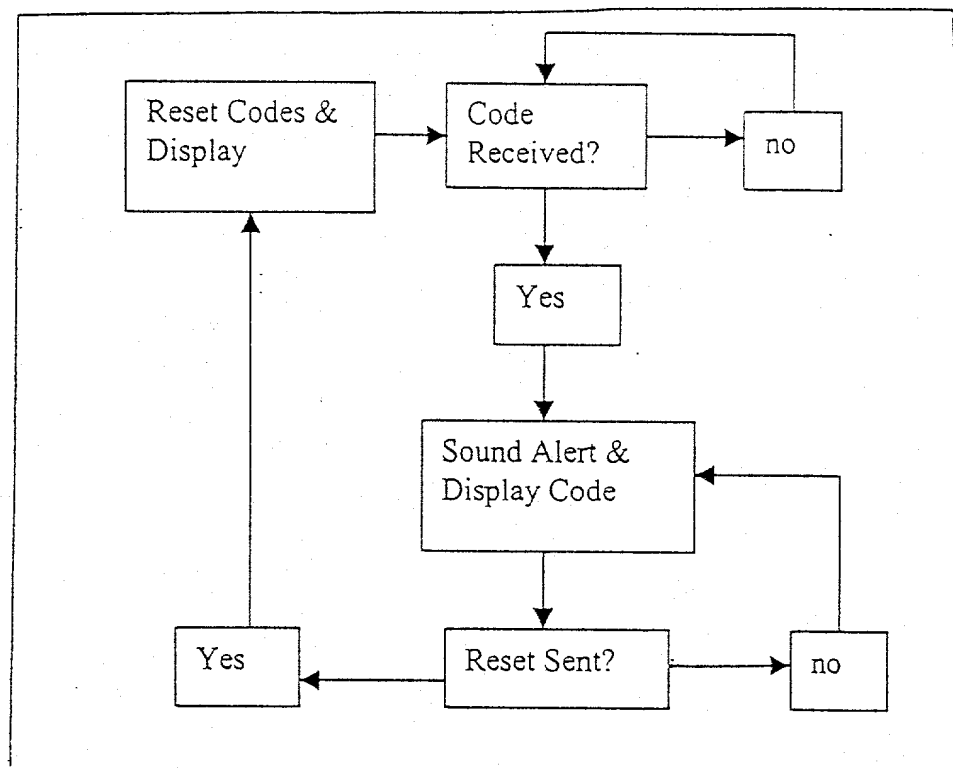 Reset Codes &
Display
Code
Received?
no
Yes
Sound Alert &
Display Code
Yes
Reset Sent?
no